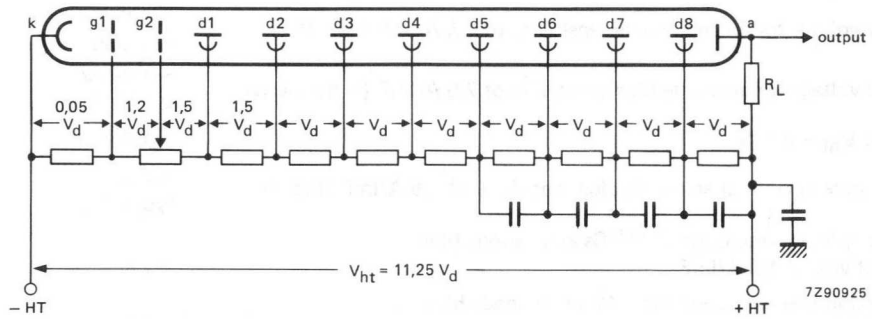 k g1 g2 d1 d2 d3 d4 d5 d6 d7 d8 a
output
R_L
0,05 1,2 1,5 1,5
V_d V_d V_d V_d V_d V_d V_d V_d V_d V_d V_d
V_ht = 11,25 V_d
7Z90925
− HT + HT